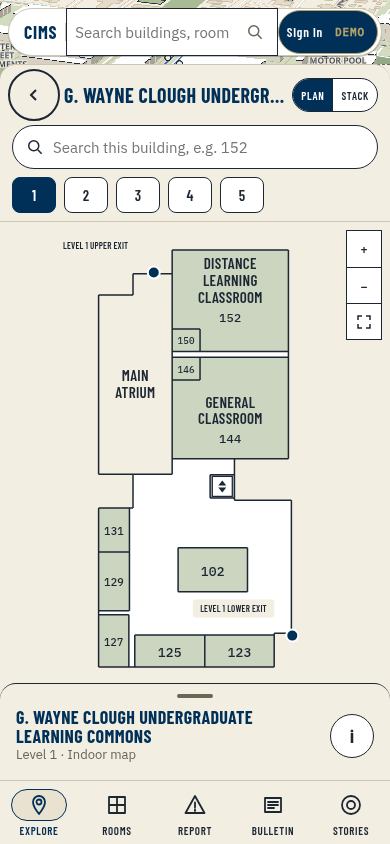 CIMS
Search buildings, room
Sign In DEMO
MOTOR POOL
G. WAYNE CLOUGH UNDERGR...
PLAN STACK
Search this building, e.g. 152
1 2 3 4 5
LEVEL 1 UPPER EXIT
+
−
DISTANCE
LEARNING
CLASSROOM
152
150
146
MAIN
ATRIUM
GENERAL
CLASSROOM
144
131
129
102
LEVEL 1 LOWER EXIT
127
125
123
G. WAYNE CLOUGH UNDERGRADUATE
LEARNING COMMONS
Level 1 · Indoor map
i
EXPLORE ROOMS REPORT BULLETIN STORIES